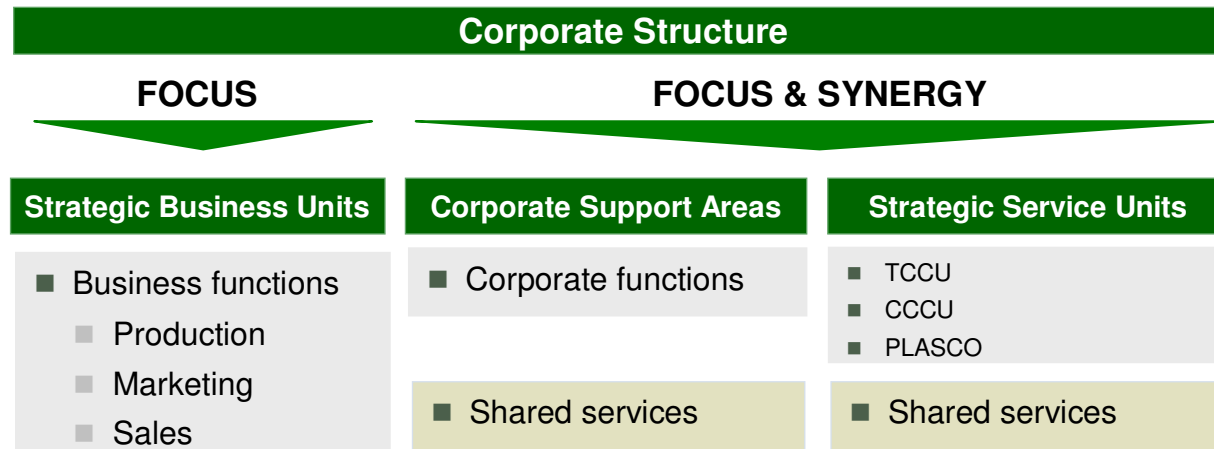 Corporate Structure
FOCUS
FOCUS & SYNERGY
Strategic Business Units
Corporate Support Areas
Strategic Service Units
Business functions
Production
Marketing
Sales
Corporate functions
Shared services
TCCU
CCCU
PLASCO
Shared services